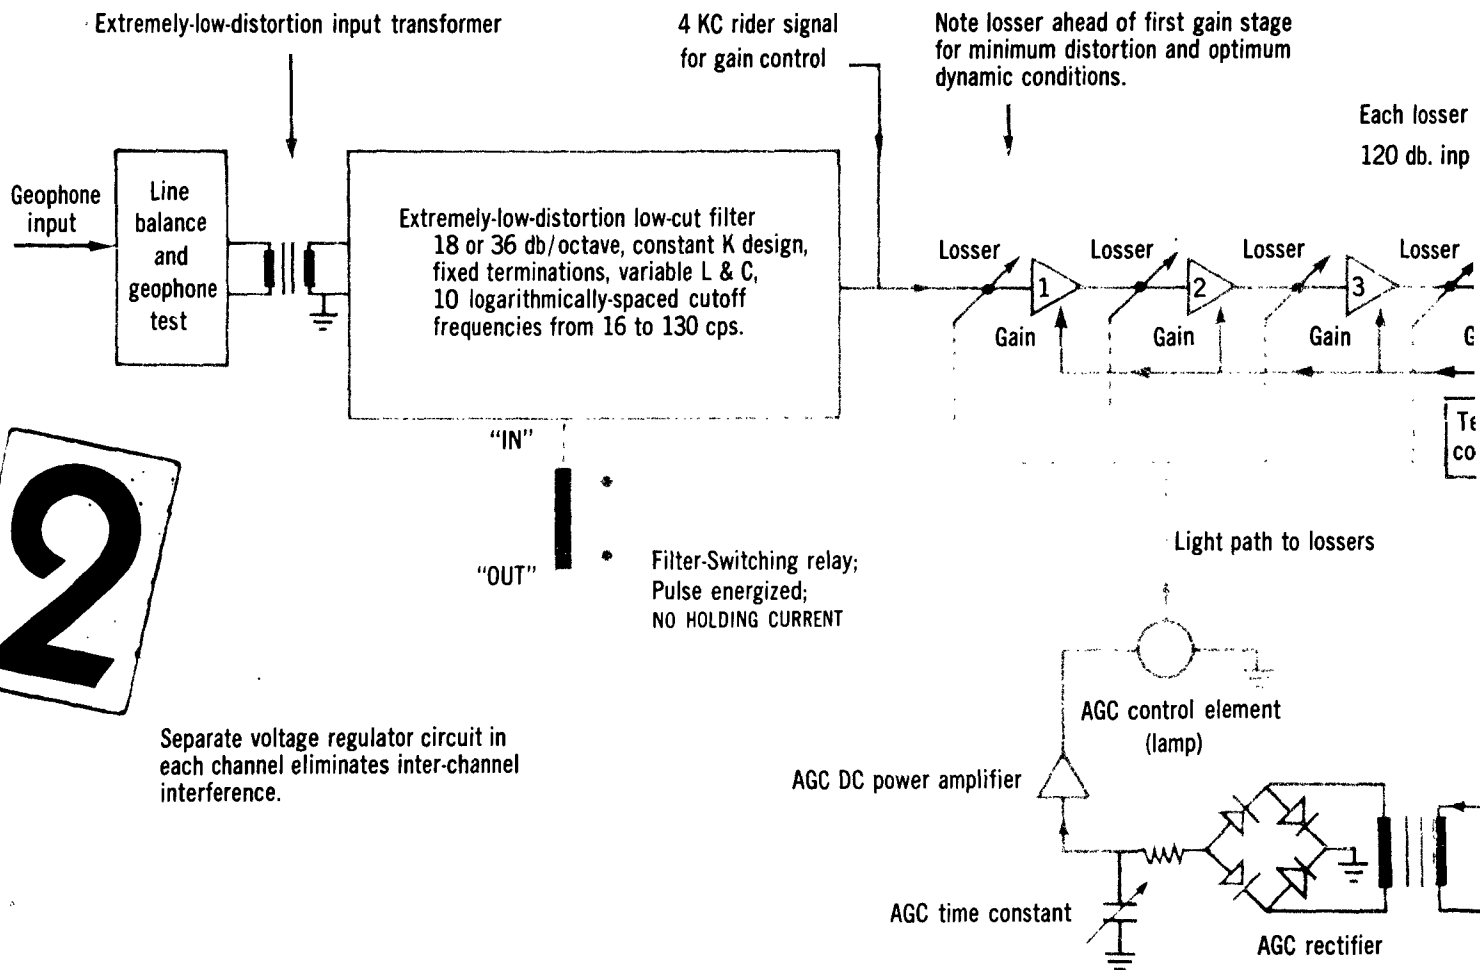 Extremely-low-distortion input transformer
4 KC rider signal
for gain control
Note losser ahead of first gain stage
for minimum distortion and optimum
dynamic conditions.
Each losser
120 db. inp
Geophone
input
Line
balance
and
geophone
test
Extremely-low-distortion low-cut filter
18 or 36 db/octave, constant K design,
fixed terminations, variable L & C,
10 logarithmically-spaced cutoff
frequencies from 16 to 130 cps.
Losser
Losser
Losser
Losser
1
2
3
Gain
Gain
Gain
G
Te
co
"IN"
"OUT"
Filter-Switching relay;
Pulse energized;
NO HOLDING CURRENT
2
Light path to lossers
AGC control element
(lamp)
Separate voltage regulator circuit in
each channel eliminates inter-channel
interference.
AGC DC power amplifier
AGC time constant
AGC rectifier